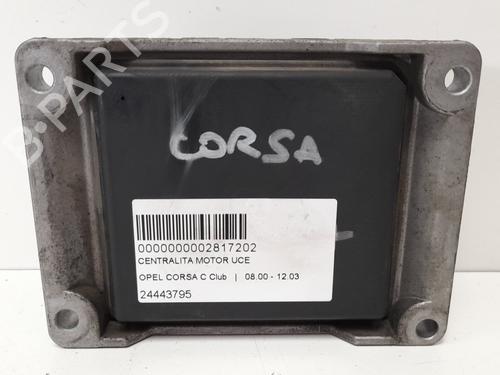 B-PARTS
CORSA
0000000002817202
CENTRALITA MOTOR UCE
OPEL CORSA C Club | 08.00 - 12.03
24443795